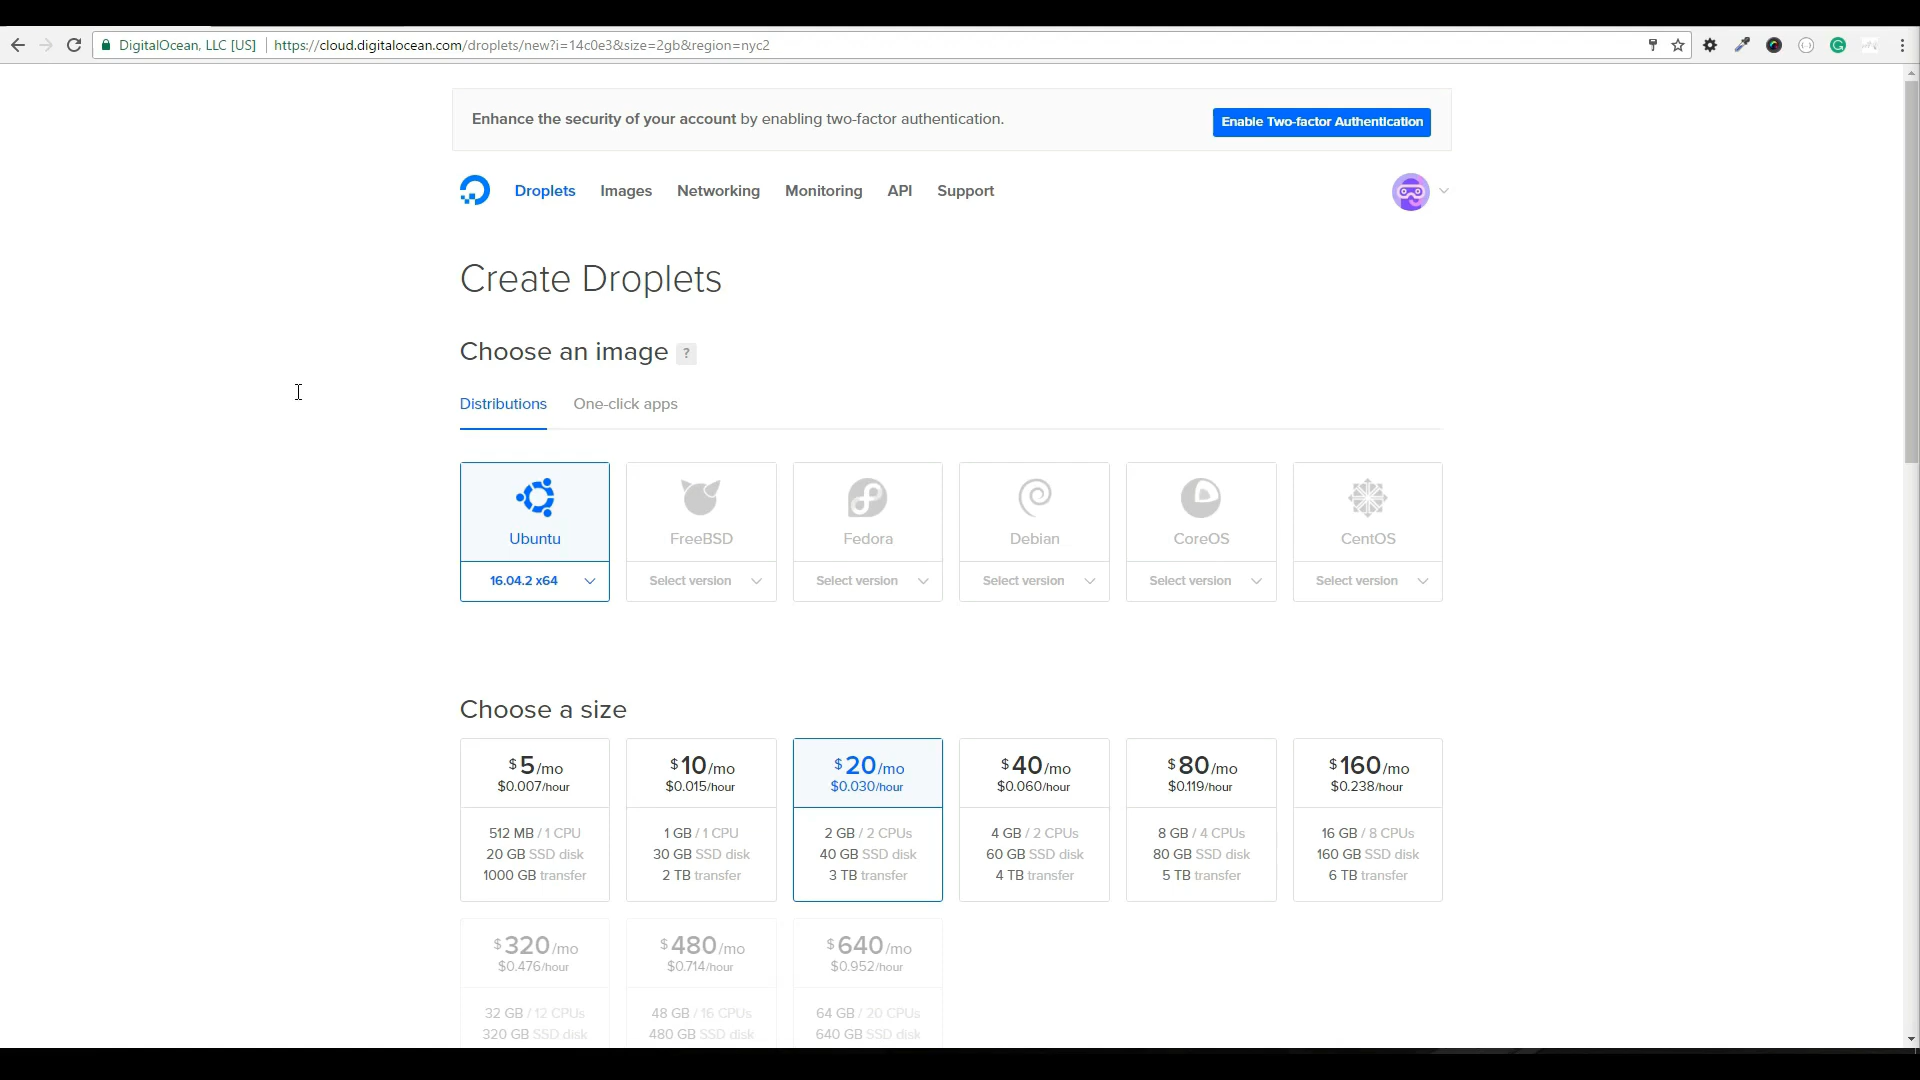 DigitalOcean, LLC [US] https://cloud.digitalocean.com/droplets/new?i=14c0e3&size=2gb&region=nyc2
Enhance the security of your account by enabling two-factor authentication.
Enable Two-factor Authentication
Droplets Images Networking Monitoring API Support
Create Droplets
Choose an image ?
Distributions One-click apps
Ubuntu FreeBSD Fedora Debian CoreOS CentOS
16.04.2 x64 Select version Select version Select version Select version Select version
Choose a size
$5/mo $10/mo $20/mo $40/mo $80/mo $160/mo
$0.007/hour $0.015/hour $0.030/hour $0.060/hour $0.119/hour $0.238/hour
512 MB / 1 CPU 1 GB / 1 CPU 2 GB / 2 CPUs 4 GB / 2 CPUs 8 GB / 4 CPUs 16 GB / 8 CPUs
20 GB SSD disk 30 GB SSD disk 40 GB SSD disk 60 GB SSD disk 80 GB SSD disk 160 GB SSD disk
1000 GB transfer 2 TB transfer 3 TB transfer 4 TB transfer 5 TB transfer 6 TB transfer
$320/mo $480/mo $640/mo
$0.476/hour $0.714/hour $0.952/hour
32 GB / 12 CPUs 48 GB / 16 CPUs 64 GB / 20 CPUs
320 GB SSD disk 480 GB SSD disk 640 GB SSD disk